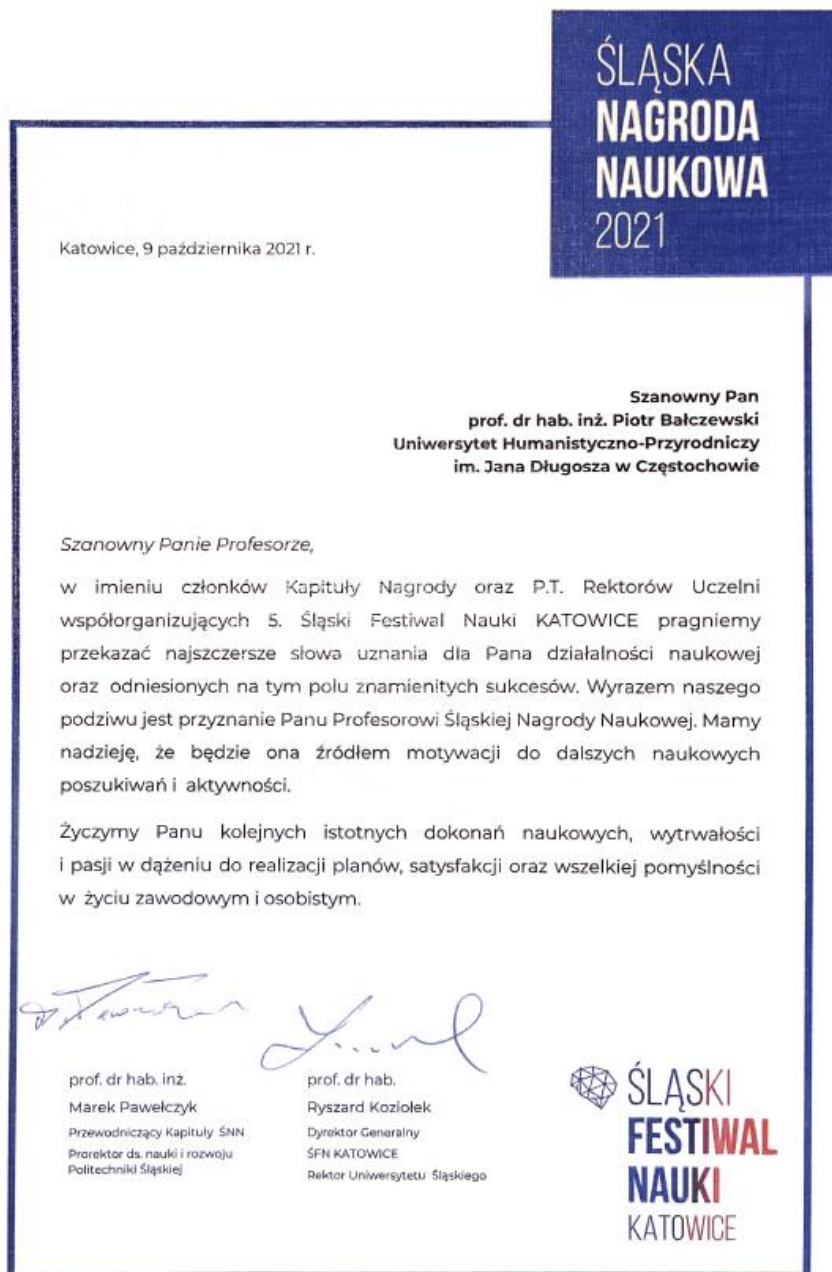 ŚLĄSKA
NAGRODA
NAUKOWA
2021
Katowice, 9 października 2021 r.
Szanowny Pan
prof. dr hab. inż. Piotr Bałczewski
Uniwersytet Humanistyczno-Przyrodniczy
im. Jana Długosza w Częstochowie
Szanowny Panie Profesorze,
w imieniu członków Kapituły Nagrody oraz P.T. Rektorów Uczelni
współorganizujących 5. Śląski Festiwal Nauki KATOWICE pragniemy
przekazać najszczersze słowa uznania dla Pana działalności naukowej
oraz odniesionych na tym polu znamienitych sukcesów. Wyrazem naszego
podziwu jest przyznanie Panu Profesorowi Śląskiej Nagrody Naukowej. Mamy
nadzieję, że będzie ona źródłem motywacji do dalszych naukowych
poszukiwań i aktywności.
Życzymy Panu kolejnych istotnych dokonań naukowych, wytrwałości
i pasji w dążeniu do realizacji planów, satysfakcji oraz wszelkiej pomyślności
w życiu zawodowym i osobistym.
prof. dr hab. inż.
Marek Pawełczyk
Przewodniczący Kapituły ŚNN
Prorektor ds. nauki i rozwoju
Politechniki Śląskiej
prof. dr hab.
Ryszard Koziołek
Dyrektor Generalny
ŚFN KATOWICE
Rektor Uniwersytetu Śląskiego
ŚLĄSKI
FESTIWAL
NAUKI
KATOWICE